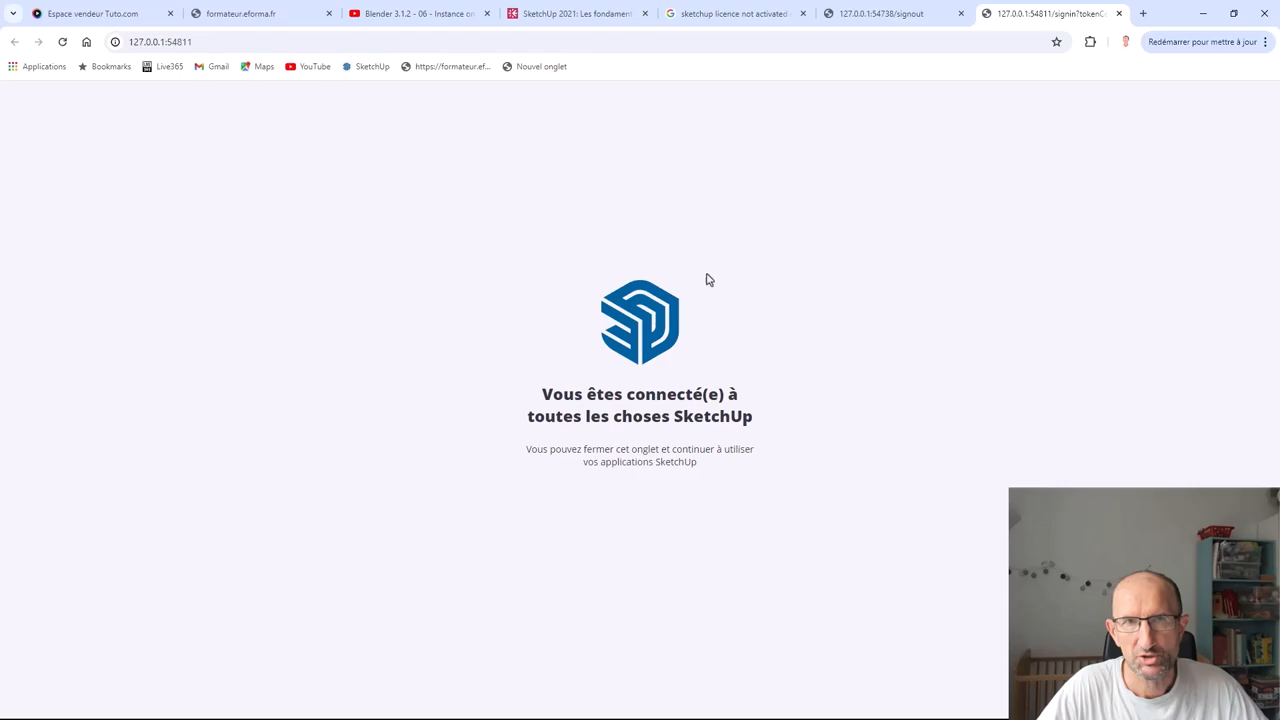 Espace vendeur Tuto.com
formateur.eforma.fr
Blender 3.1.2 - 06 - Instance on
SketchUp 2021: Les fondament
sketchup licence not activated
127.0.0.1:54738/signout
127.0.0.1:54811/signin?tokenC
127.0.0.1:54811
Redémarrer pour mettre à jour
Applications
Bookmarks
Live365
Gmail
Maps
YouTube
SketchUp
https://formateur.ef...
Nouvel onglet
Vous êtes connecté(e) à
toutes les choses SketchUp
Vous pouvez fermer cet onglet et continuer à utiliser
vos applications SketchUp